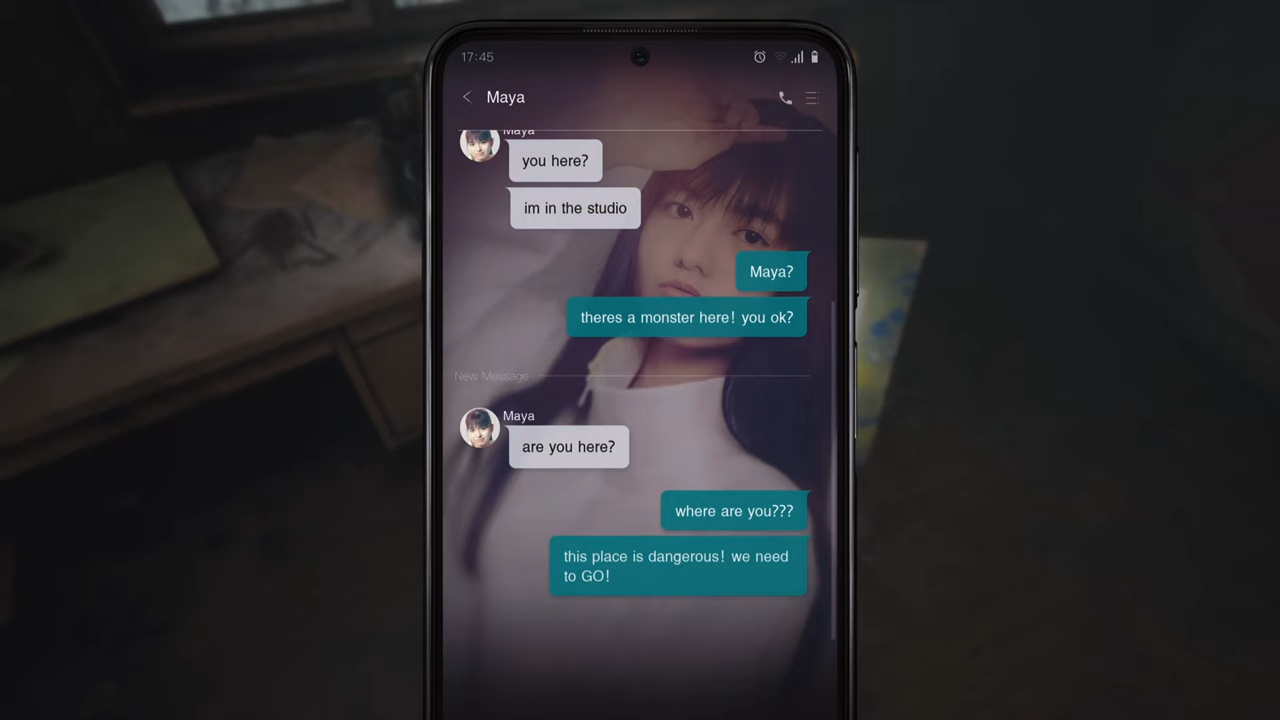 17:45
Maya
Maya
you here?
im in the studio
Maya?
theres a monster here! you ok?
New Message
Maya
are you here?
where are you???
this place is dangerous! we need
to GO!